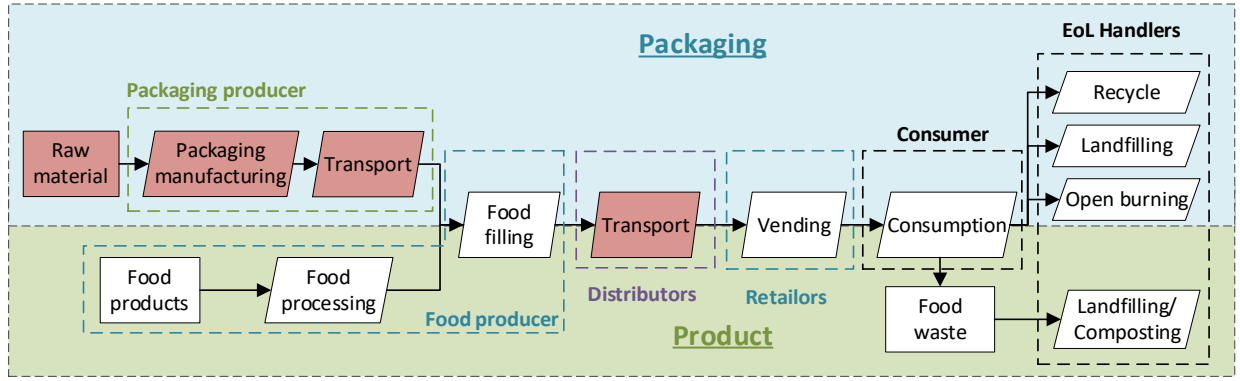 Packaging
EoL Handlers
Packaging producer
Recycle
Consumer
Raw
material
Packaging
manufacturing
Transport
Landfilling
Open burning
Food
filling
Transport
Vending
Consumption
Food
products
Food
processing
Distributors
Retailors
Food producer
Product
Food
waste
Landfilling/
Composting